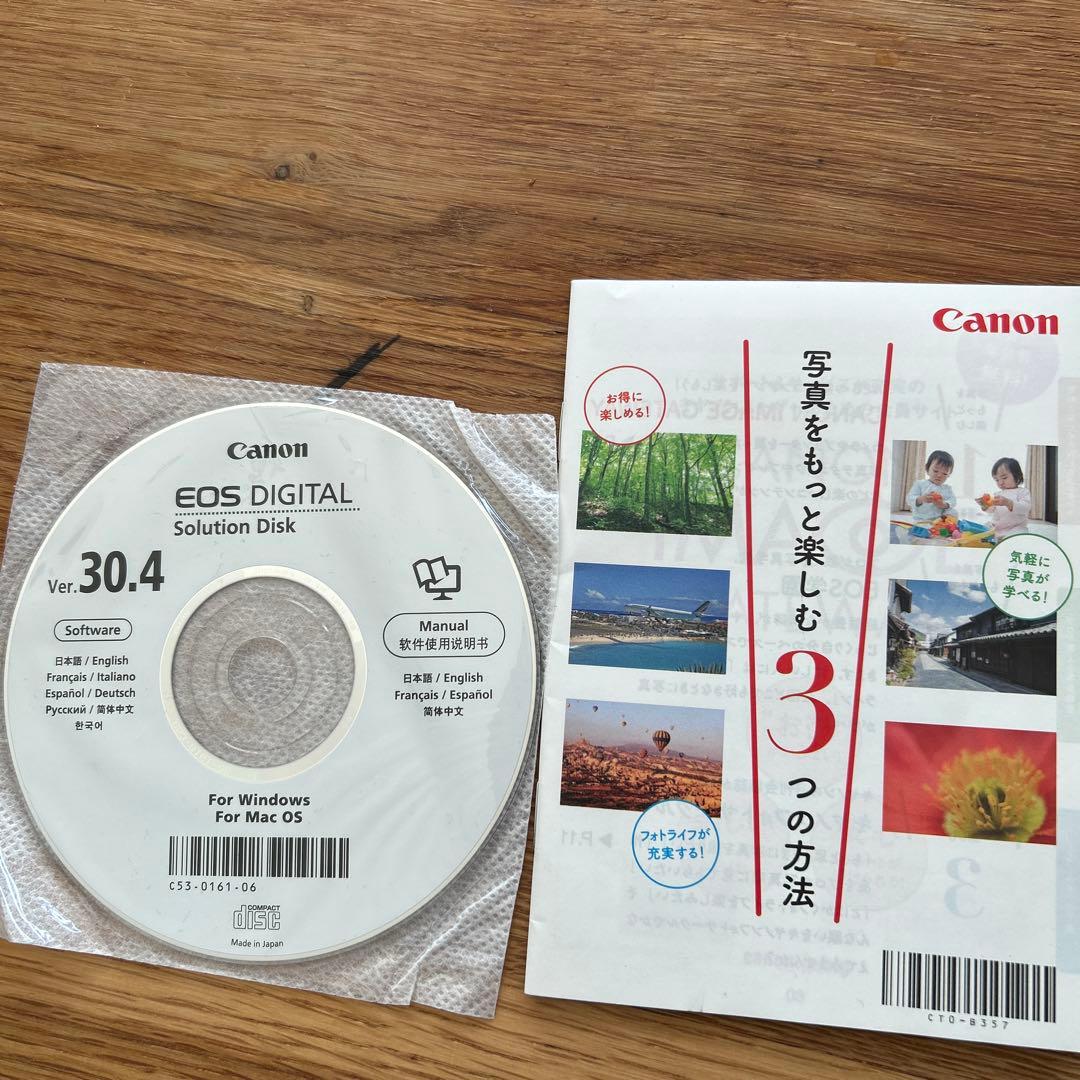 Canon
EOS DIGITAL
Solution Disk
Ver.30.4
Software
日本語 / English
Français / Italiano
Español / Deutsch
Русский / 简体中文
한국어
Manual
软件使用说明书
日本語 / English
Français / Español
简体中文
For Windows
For Mac OS
C53-0161-06
COMPACT
disc
Made in Japan
Canon
写真をもっと楽しむ3つの方法
お得に
楽しめる!
気軽に
写真が
学べる!
フォトライフが
充実する!
CT0-B357